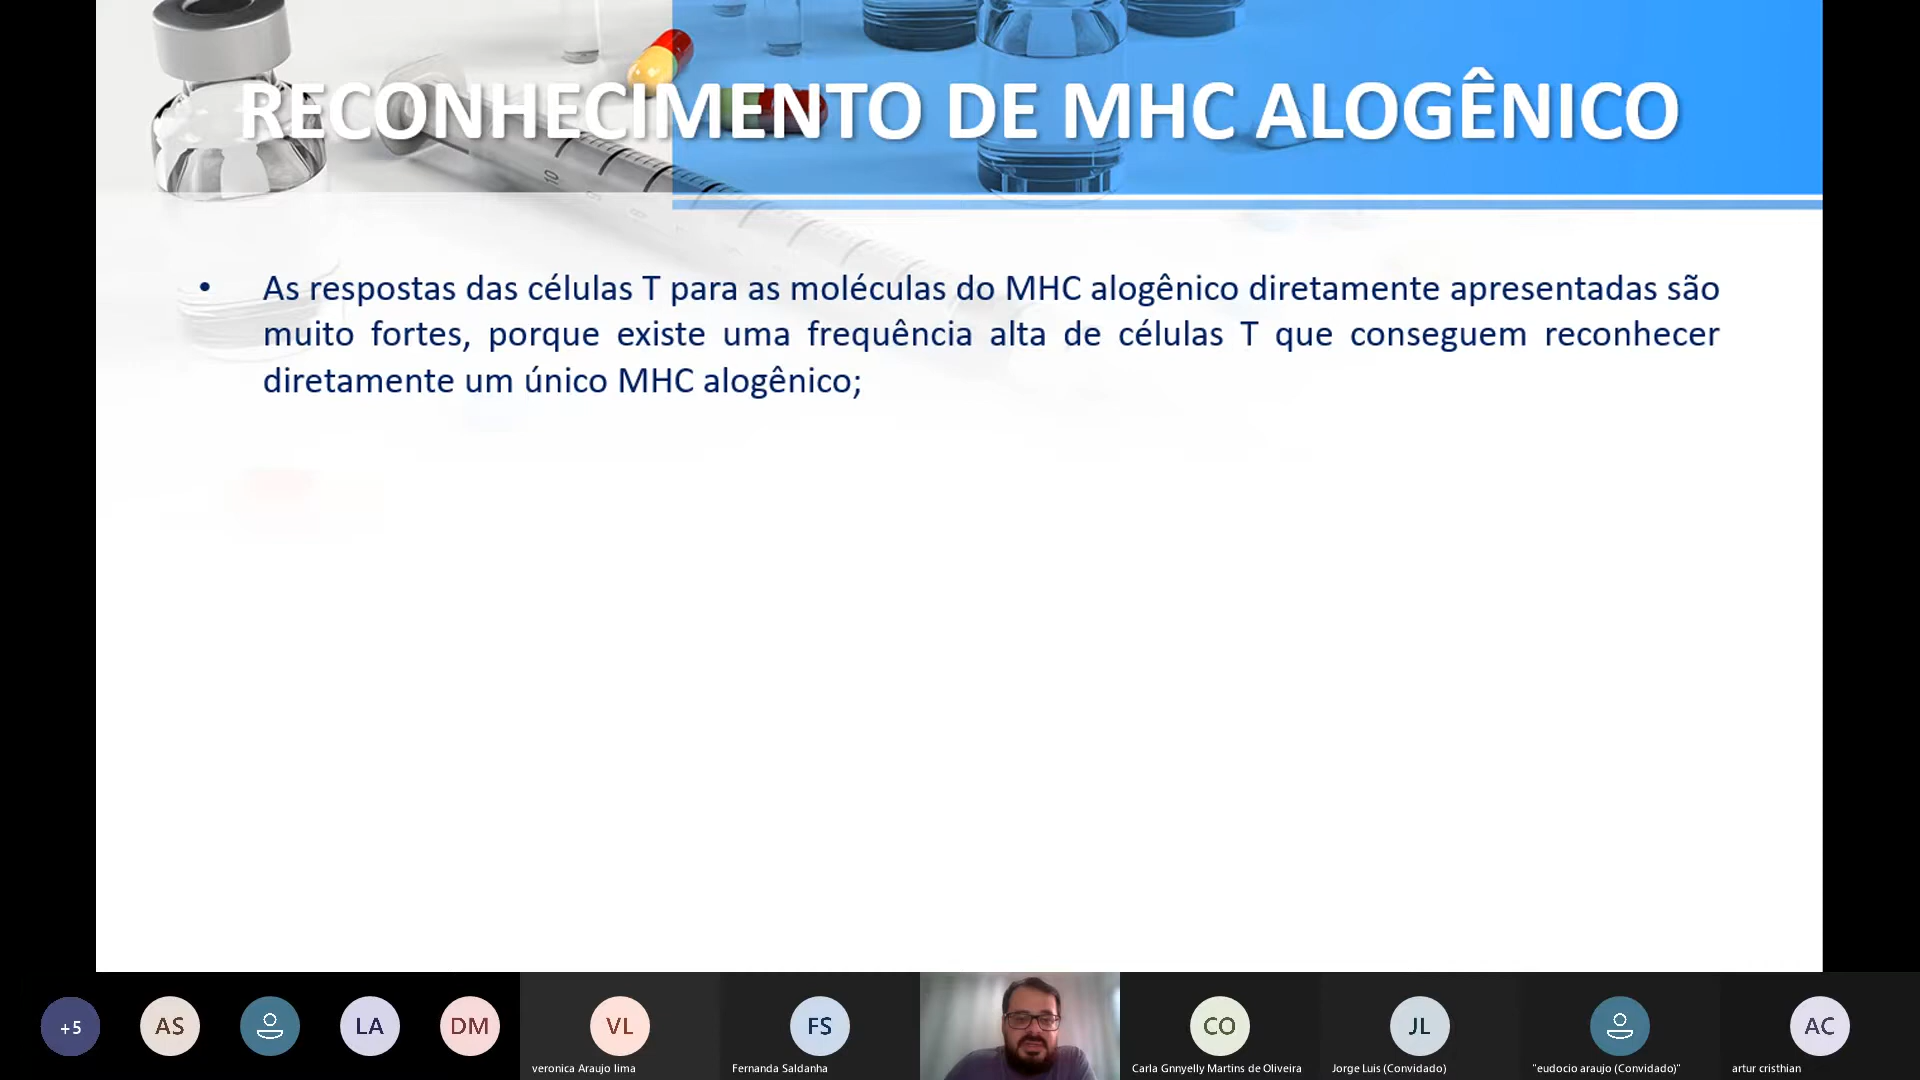 RECONHECIMENTO DE MHC ALOGÊNICO
• As respostas das células T para as moléculas do MHC alogênico diretamente apresentadas são
muito fortes, porque existe uma frequência alta de células T que conseguem reconhecer
diretamente um único MHC alogênico;
+5
AS
LA
DM
VL
FS
CO
JL
AC
veronica Araujo lima
Fernanda Saldanha
Carla Gnnyelly Martins de Oliveira
Jorge Luis (Convidado)
"eudocio araujo (Convidado)"
artur cristhian
10